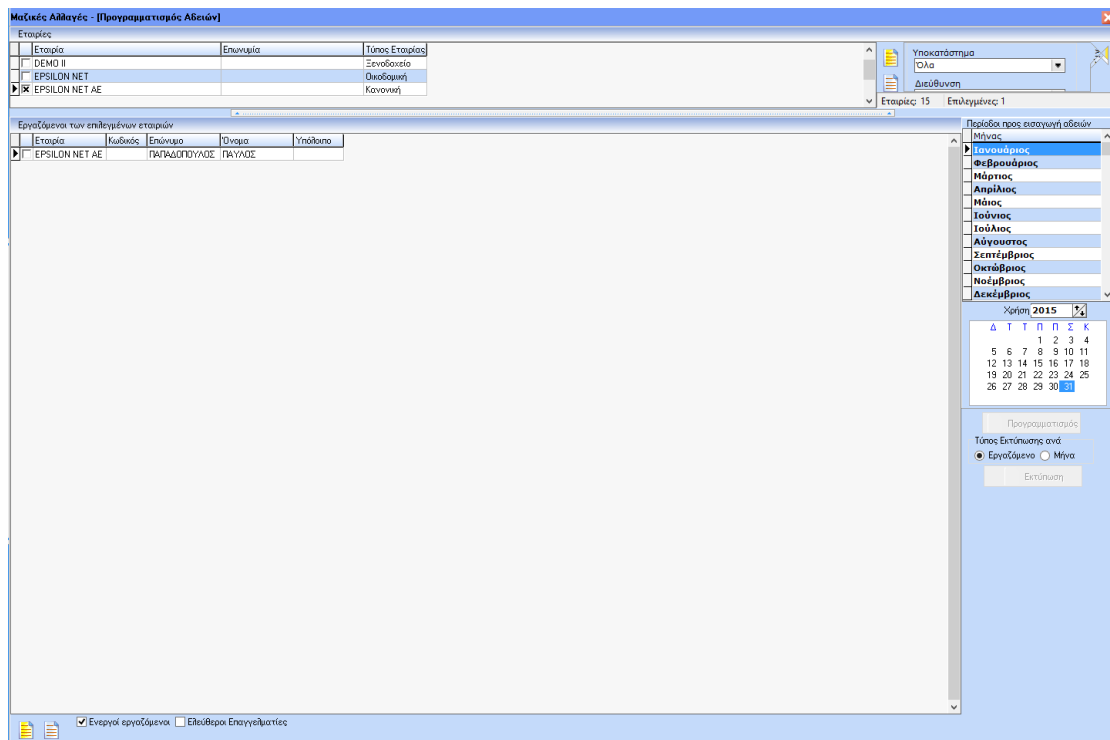 Μαζικές Αλλαγές - [Προγραμματισμός Αδειών]
Εταιρίες
Εταιρία Επωνυμία Τύπος Εταιρίας
DEMO II Ξενοδοχείο
EPSILON NET Οικοδομική
EPSILON NET AE Κανονική
Υποκατάστημα
Όλα
Διεύθυνση
Εταιρίες: 15 Επιλεγμένες: 1
Εργαζόμενοι των επιλεγμένων εταιριών
Εταιρία Κωδικός Επώνυμο Όνομα Υπόλοιπο
EPSILON NET AE ΠΑΠΑΔΟΠΟΥΛΟΣ ΠΑΥΛΟΣ
Περίοδοι προς εισαγωγή αδειών
Μήνας
Ιανουάριος
Φεβρουάριος
Μάρτιος
Απρίλιος
Μάιος
Ιούνιος
Ιούλιος
Αύγουστος
Σεπτέμβριος
Οκτώβριος
Νοέμβριος
Δεκέμβριος
Χρήση 2015
Δ Τ Τ Π Π Σ Κ
1 2 3 4
5 6 7 8 9 10 11
12 13 14 15 16 17 18
19 20 21 22 23 24 25
26 27 28 29 30 31
Προγραμματισμός
Τύπος Εκτύπωσης ανά
Εργαζόμενο Μήνα
Εκτύπωση
Ενεργοί εργαζόμενοι Ελεύθεροι Επαγγελματίες